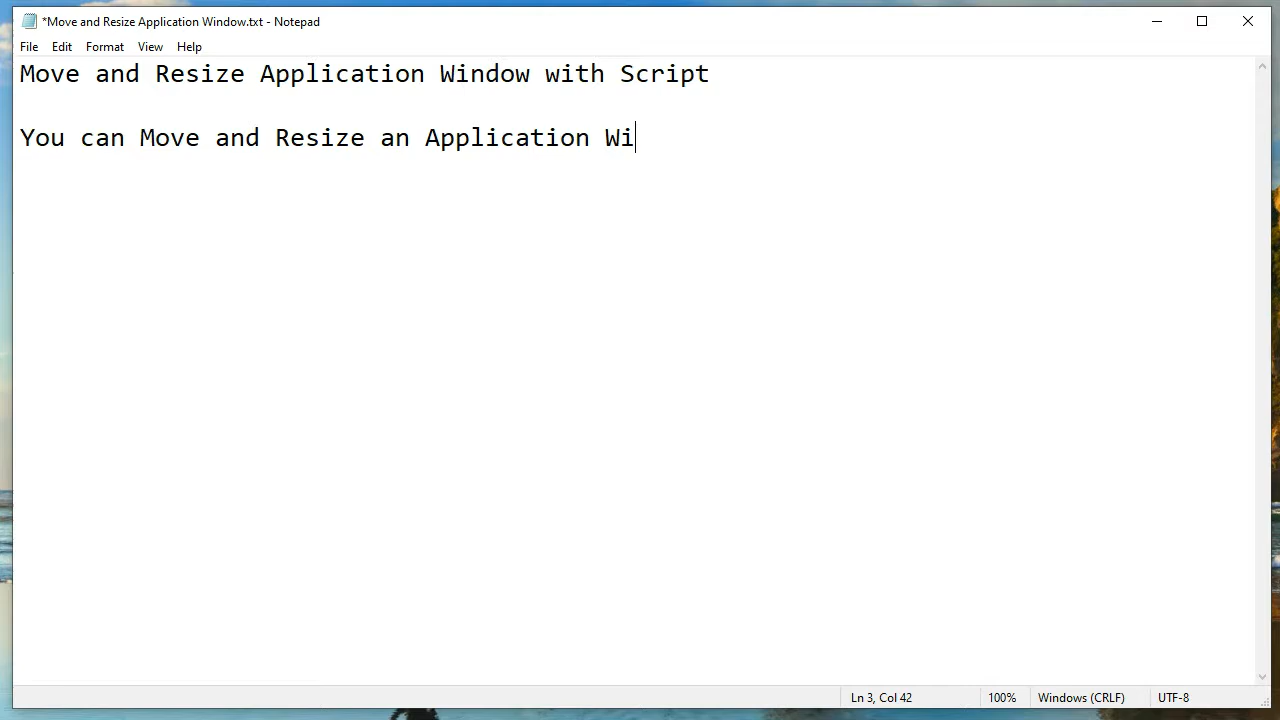 *Move and Resize Application Window.txt - Notepad
File Edit Format View Help
Move and Resize Application Window with Script
You can Move and Resize an Application Wi
Ln 3, Col 42 100% Windows (CRLF) UTF-8